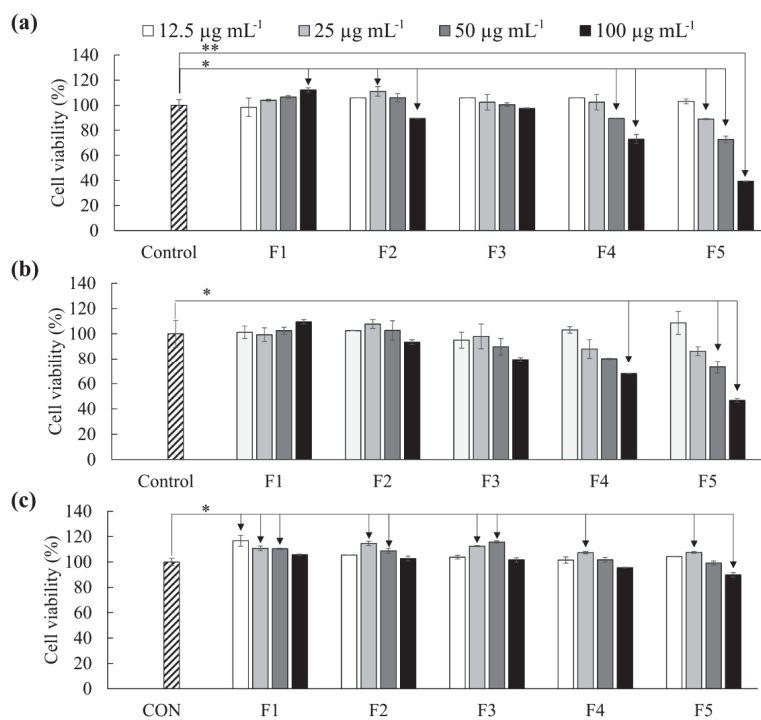 (a)
12.5 µg mL-1 25 µg mL-1 50 µg mL-1 100 µg mL-1
**
*
Cell viability (%)
140
120
100
80
60
40
20
0
Control F1 F2 F3 F4 F5
(b)
*
Cell viability (%)
140
120
100
80
60
40
20
0
Control F1 F2 F3 F4 F5
(c)
*
Cell viability (%)
140
120
100
80
60
40
20
0
CON F1 F2 F3 F4 F5